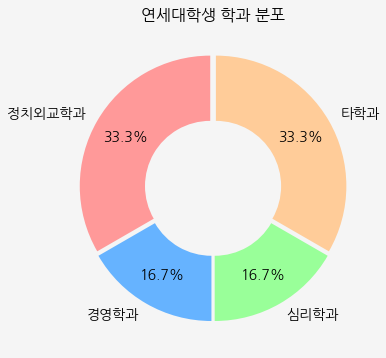 연세대학생 학과 분포
정치외교학과
타학과
33.3%
33.3%
16.7%
16.7%
경영학과
심리학과